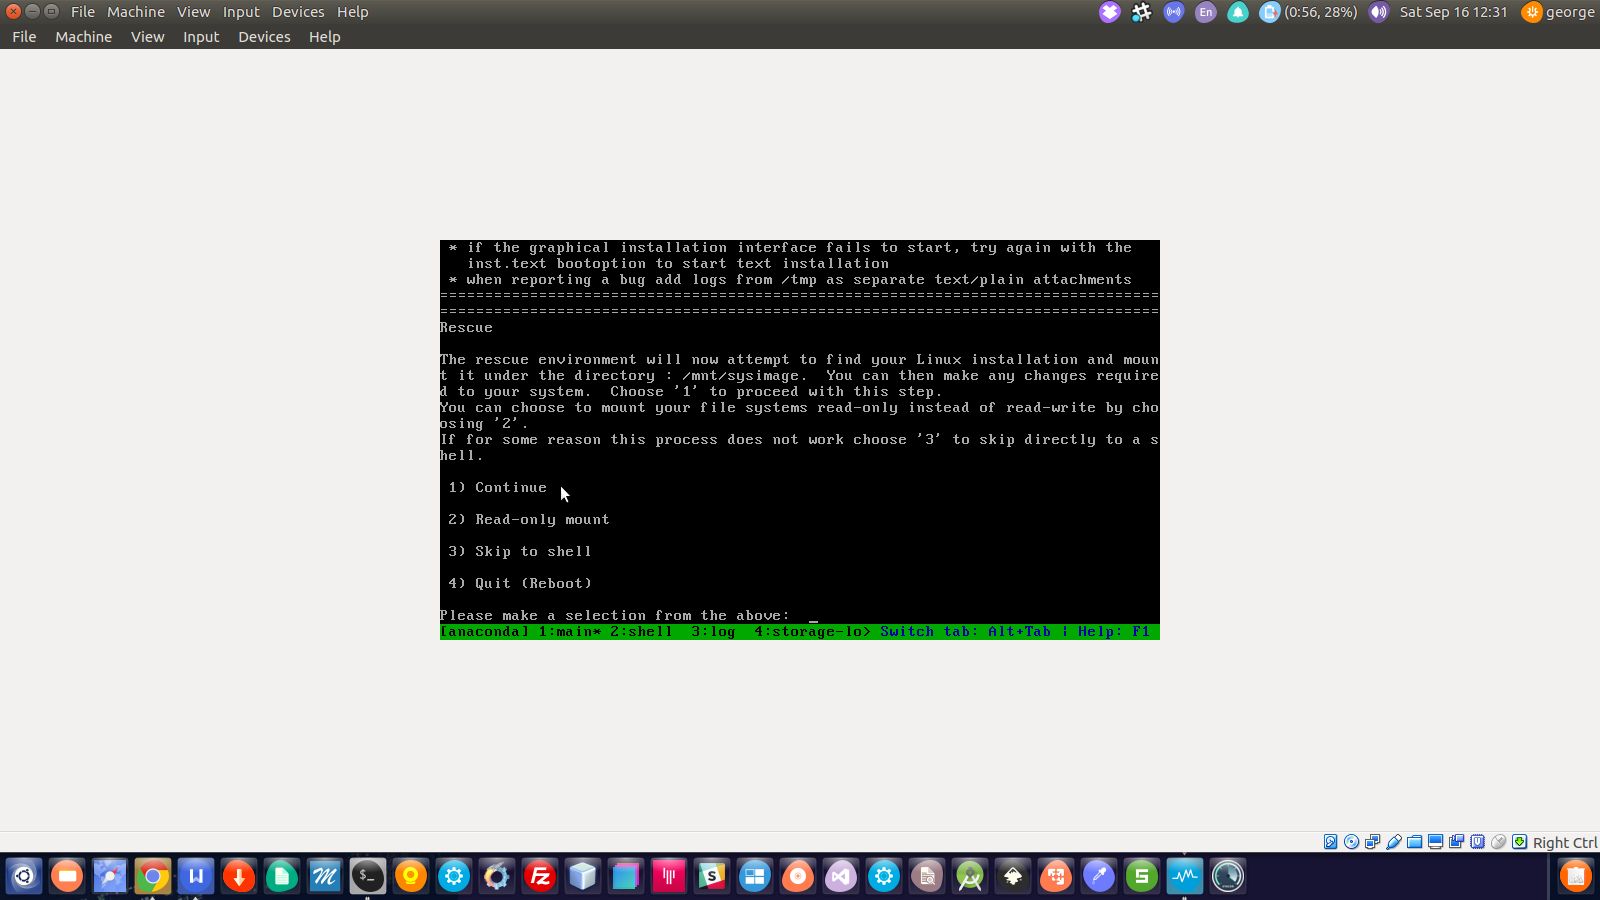 File Machine View Input Devices Help
En (0:56, 28%) Sat Sep 16 12:31 george
File Machine View Input Devices Help
* if the graphical installation interface fails to start, try again with the
inst.text bootoption to start text installation
* when reporting a bug add logs from /tmp as separate text/plain attachments
================================================================================
================================================================================
Rescue
The rescue environment will now attempt to find your Linux installation and moun
t it under the directory : /mnt/sysimage.  You can then make any changes require
d to your system.  Choose '1' to proceed with this step.
You can choose to mount your file systems read-only instead of read-write by cho
osing '2'.
If for some reason this process does not work choose '3' to skip directly to a s
hell.
1) Continue
2) Read-only mount
3) Skip to shell
4) Quit (Reboot)
Please make a selection from the above:  _
[anaconda] 1:main* 2:shell  3:log  4:storage-lo> Switch tab: Alt+Tab | Help: F1
Right Ctrl